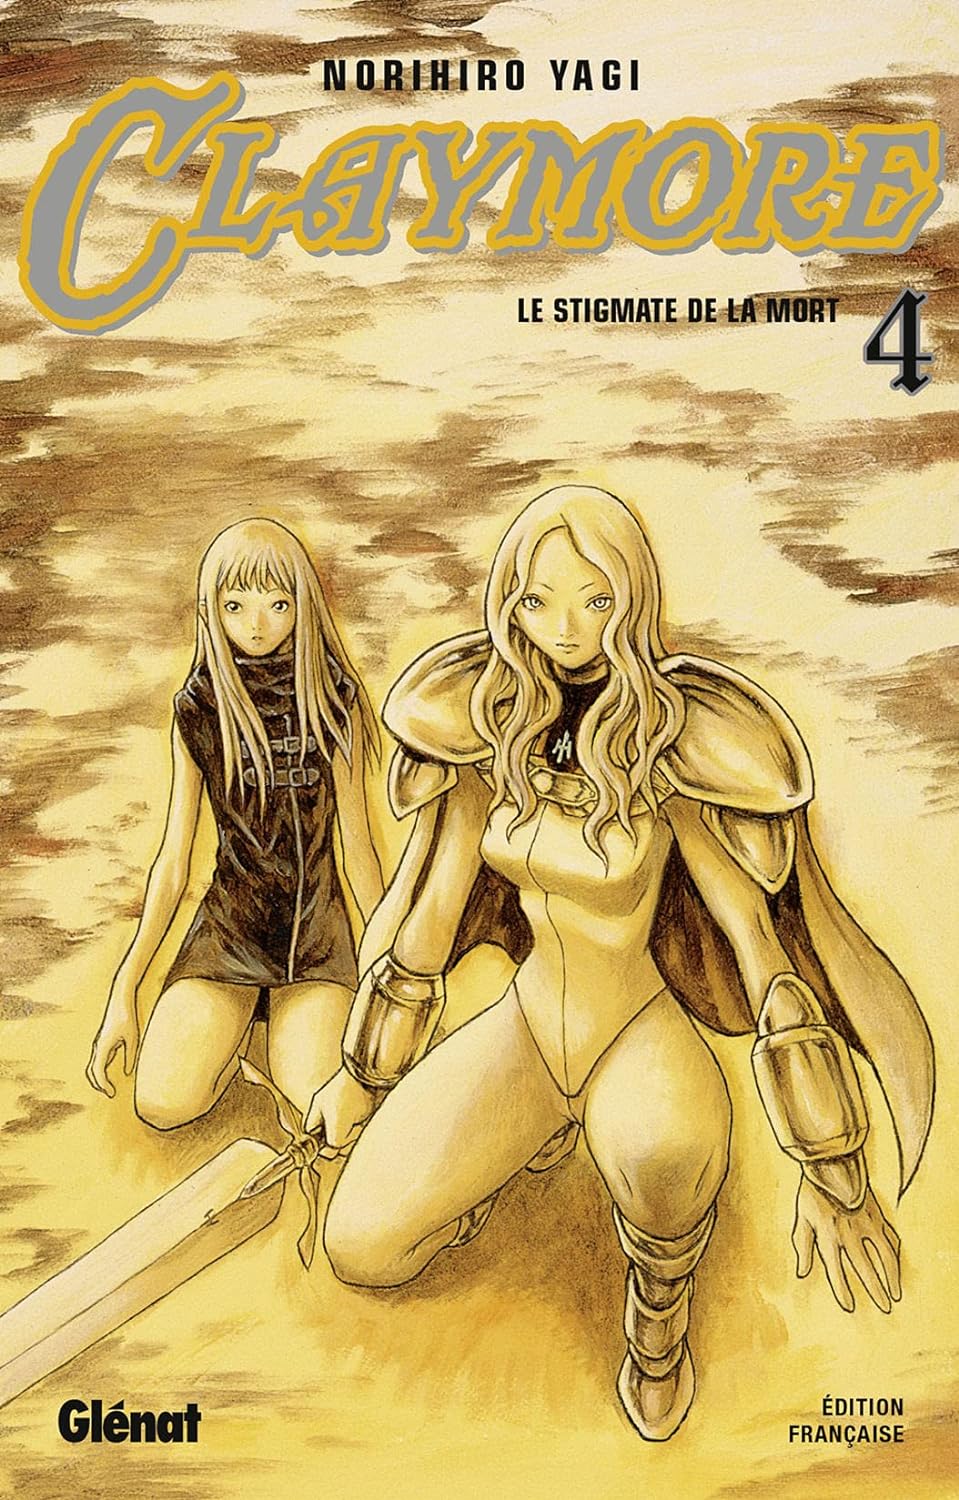 NORIHIRO YAGI
CLAYMORE
LE STIGMATE DE LA MORT
4
Glénat
ÉDITION
FRANÇAISE